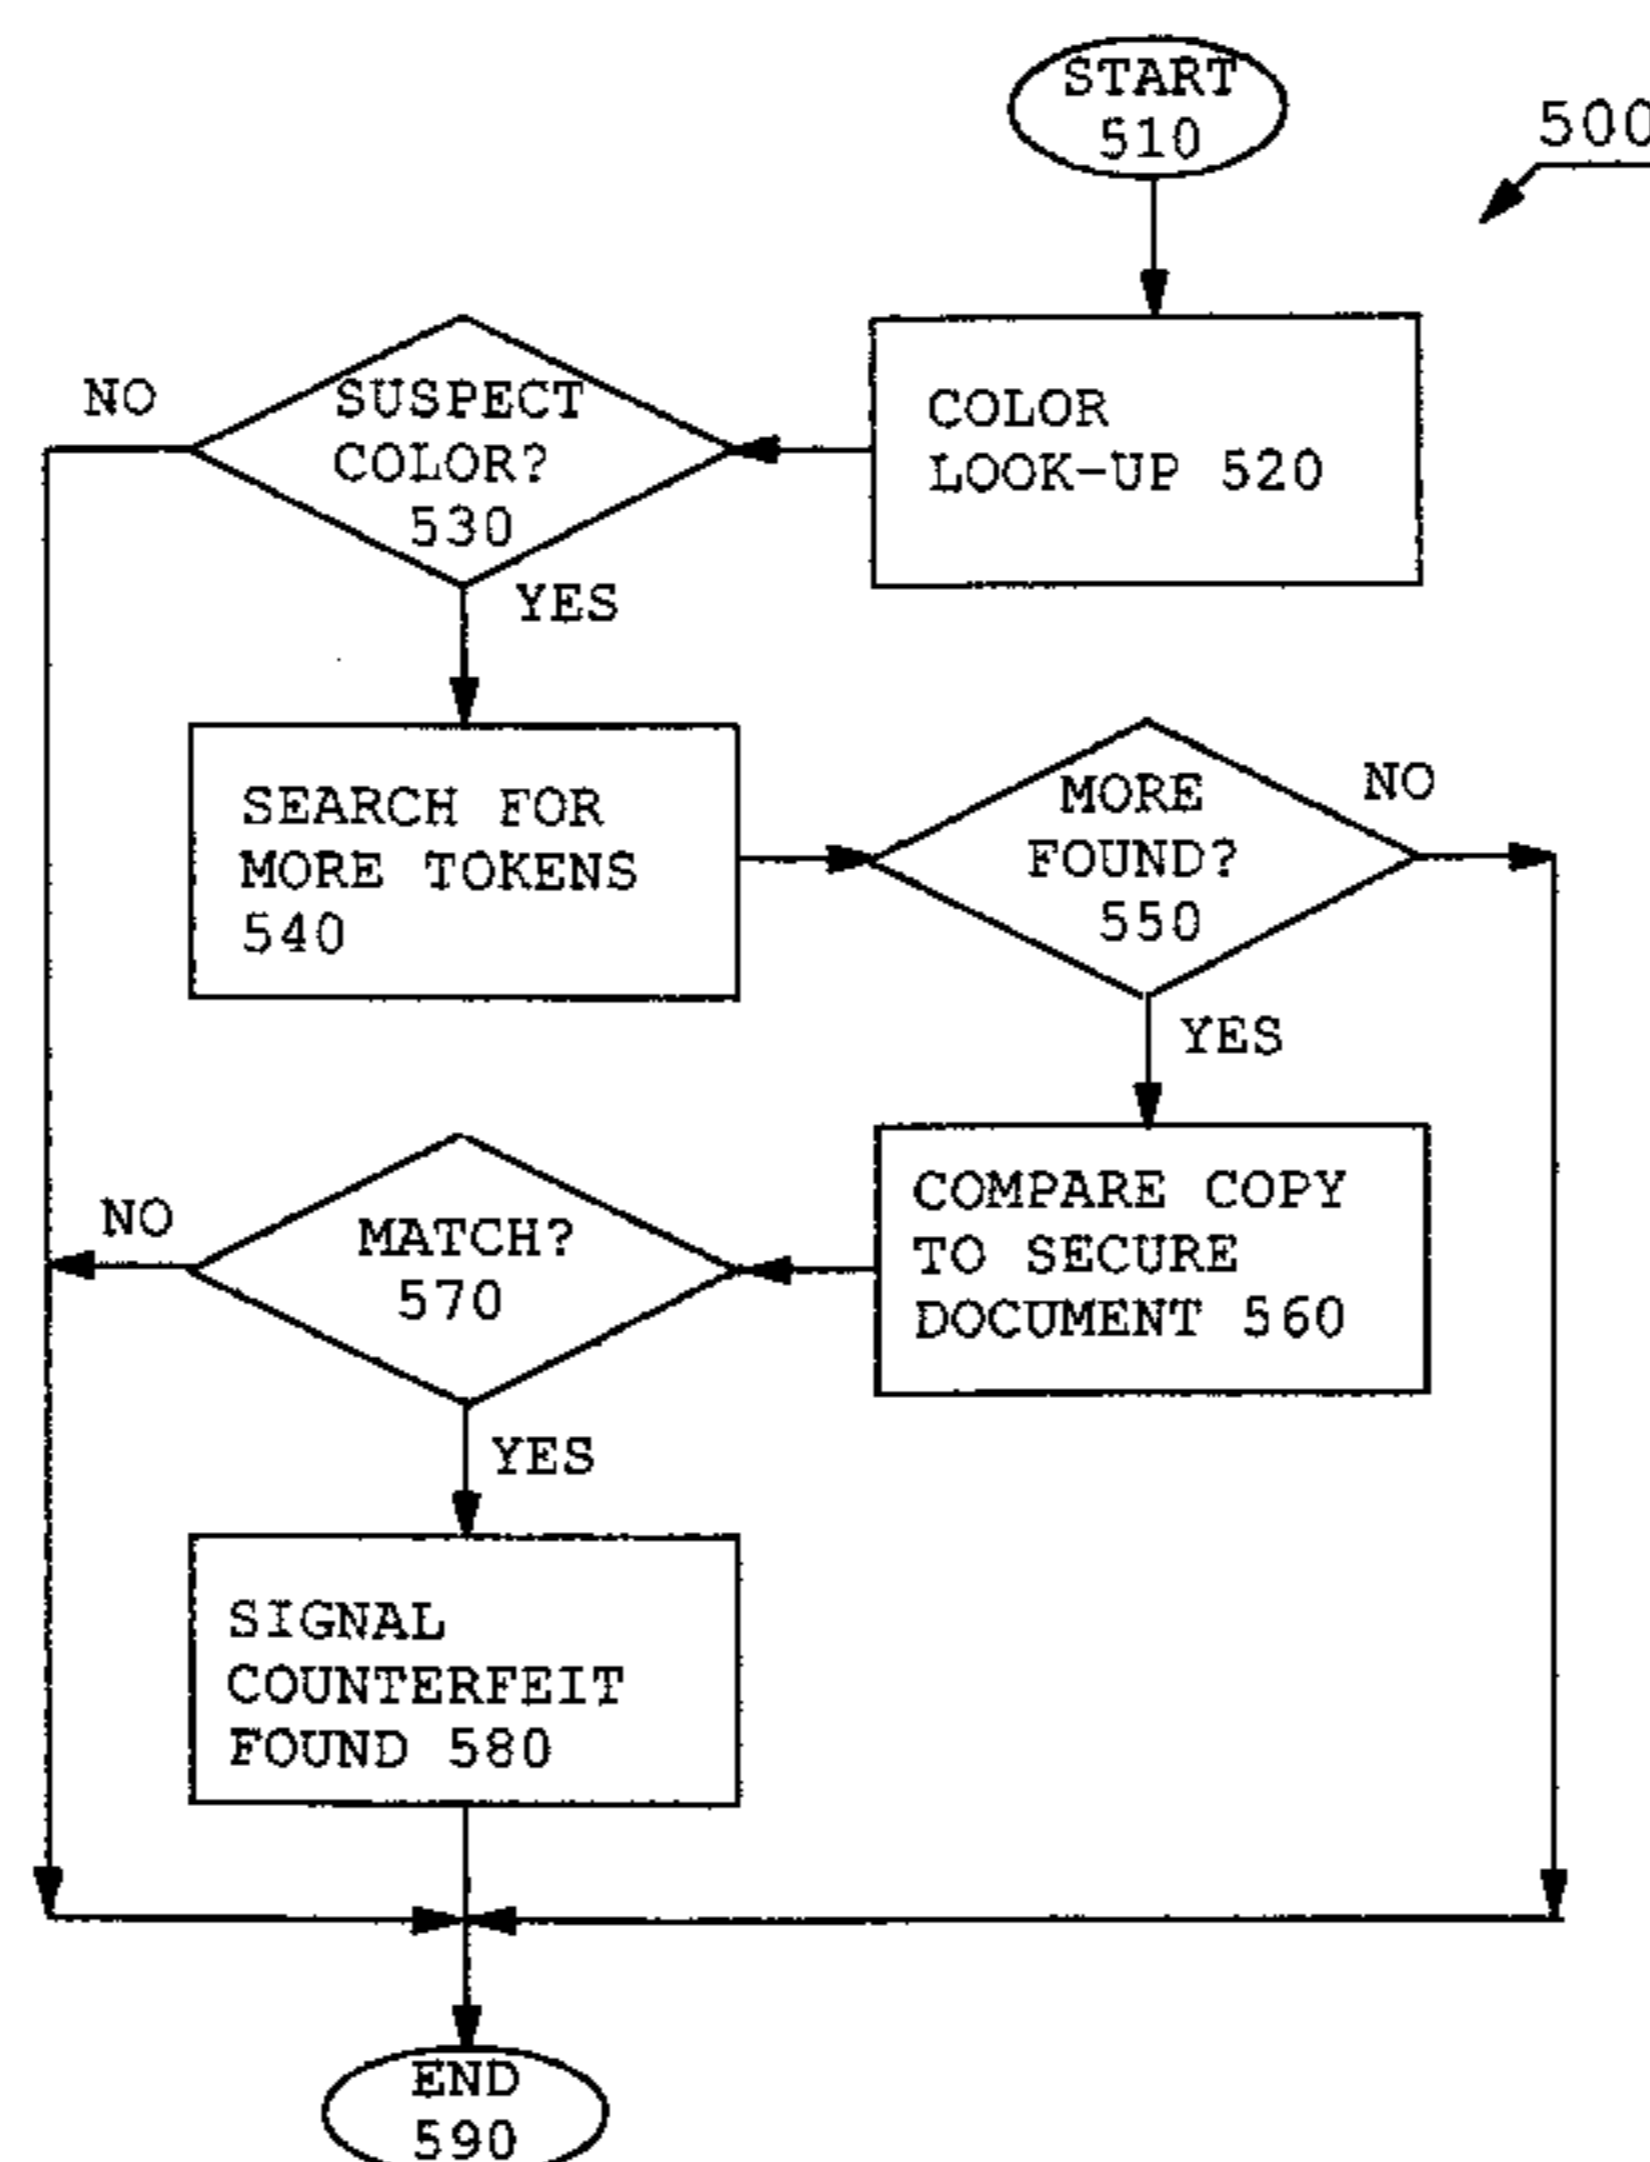 START
510
500
NO
SUSPECT
COLOR?
530
COLOR
LOOK-UP 520
YES
SEARCH FOR
MORE TOKENS
540
MORE
FOUND?
550
NO
YES
COMPARE COPY
TO SECURE
DOCUMENT 560
NO
MATCH?
570
YES
SIGNAL
COUNTERFEIT
FOUND 580
END
590